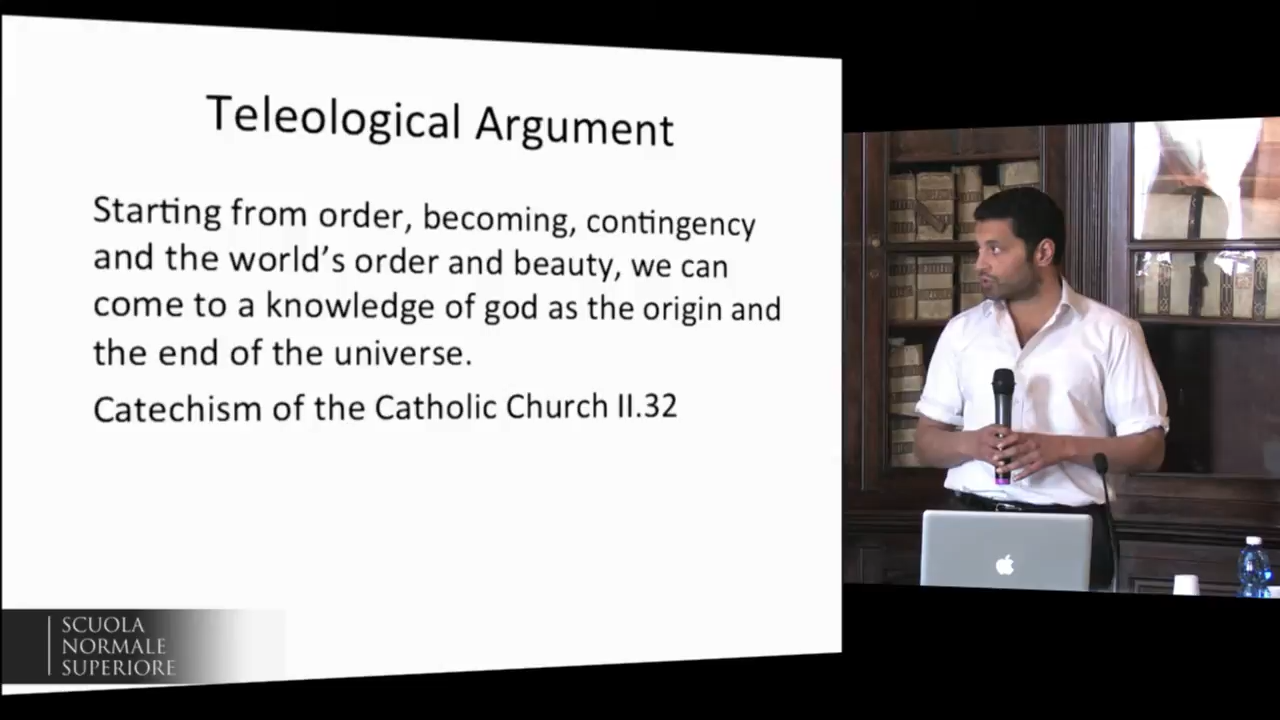 Teleological Argument
Starting from order, becoming, contingency
and the world's order and beauty, we can
come to a knowledge of god as the origin and
the end of the universe.
Catechism of the Catholic Church II.32
SCUOLA
NORMALE
SUPERIORE